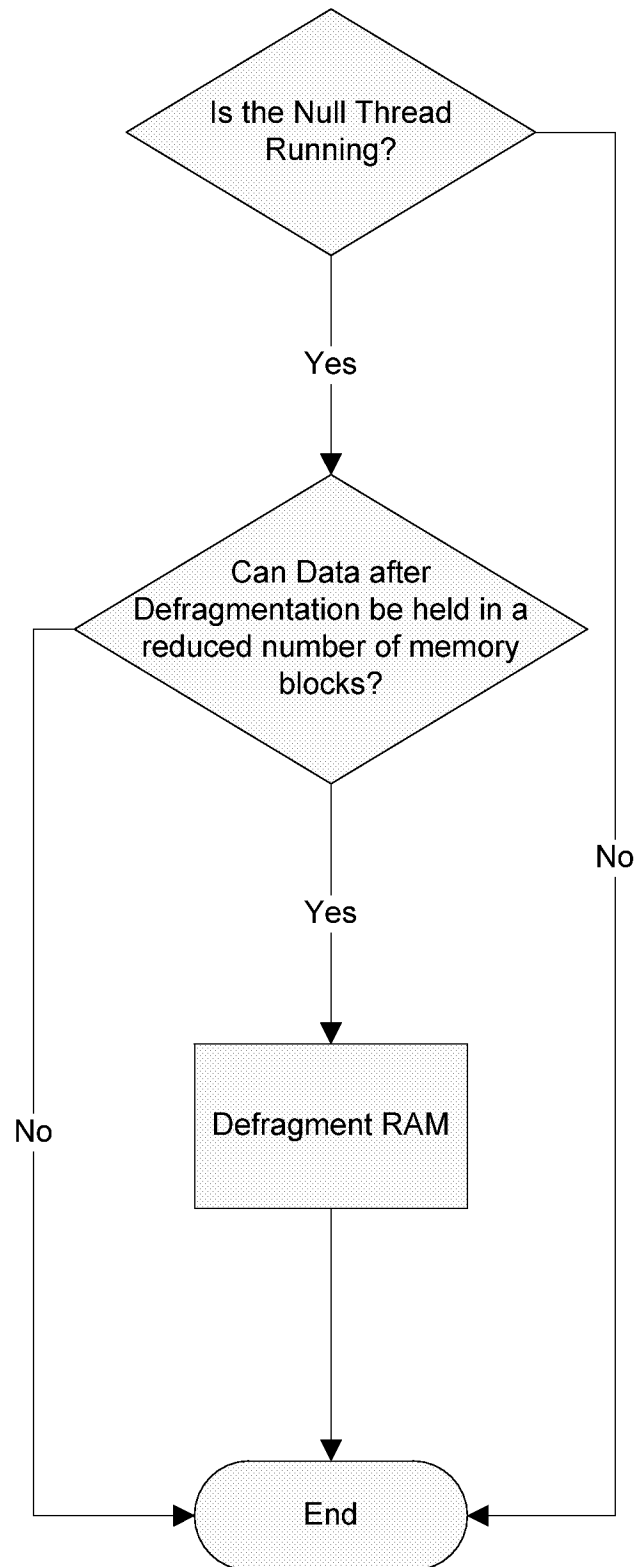 Is the Null Thread
Running?
Yes
Can Data after
Defragmentation be held in a
reduced number of memory
blocks?
No
Yes
Defragment RAM
No
End